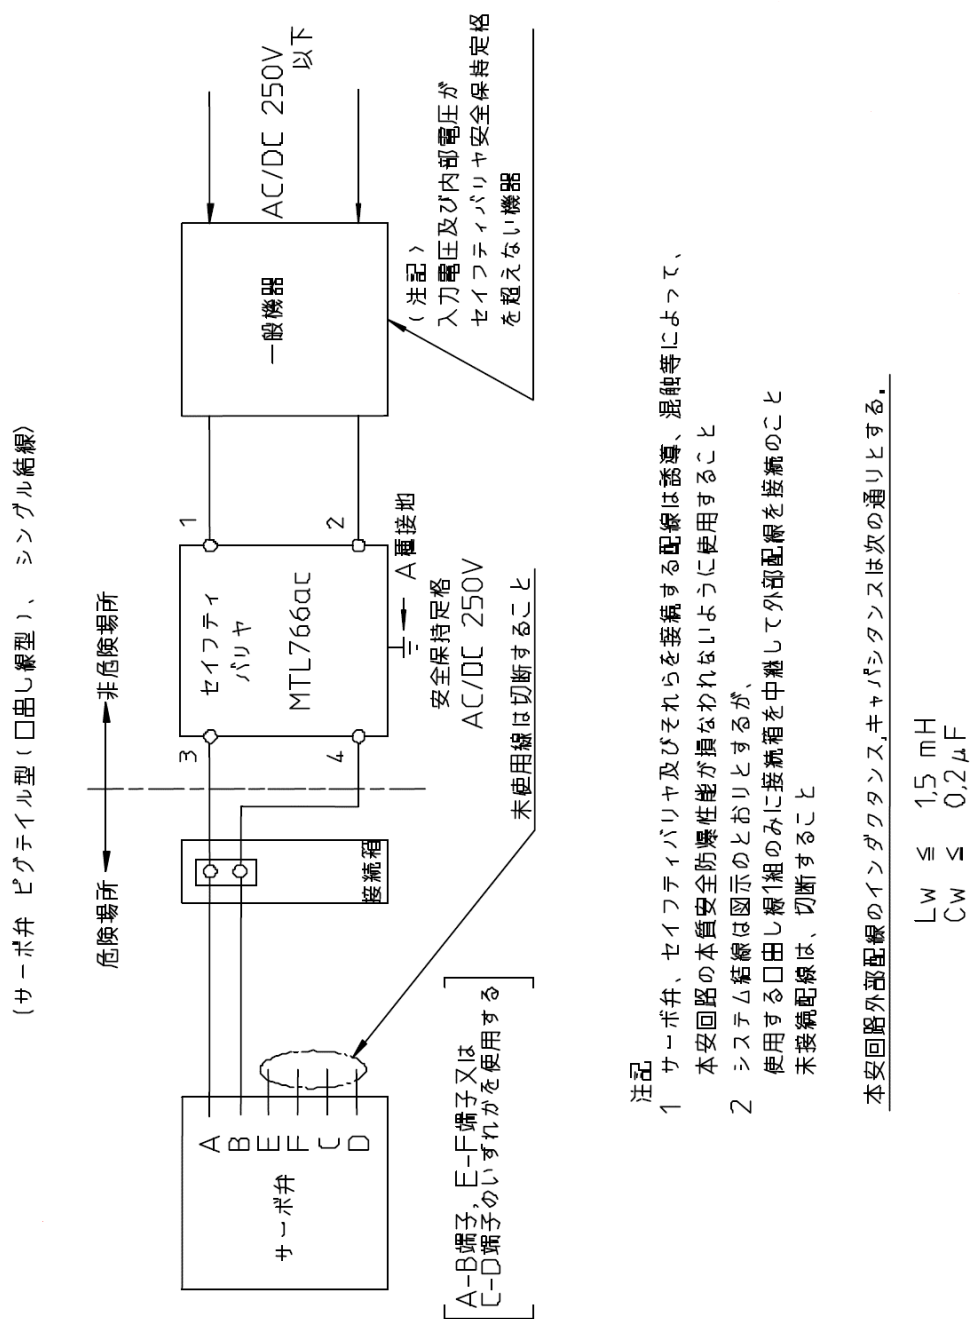 (サーボ弁 ピグテイル型(口出し線型)、シングル結線)
危険場所
非危険場所
サーボ弁
A
B
E
F
C
D
接続箱
3
4
セイフティ
バリヤ
MTL766ac
1
2
A種接地
安全保持定格
AC/DC 250V
一般機器
AC/DC 250V
以下
(注記)
入力電圧及び内部電圧が
セイフティバリヤ安全保持定格
を超えない機器
未使用線は切断すること
A-B端子, E-F端子又は
C-D端子のいずれかを使用する
注記
1 サーボ弁、セイフティバリヤ及びそれらを接続する配線は誘導、混触等によって、
本安回路の本質安全防爆性能が損なわれないように使用すること
2 システム結線は図示のとおりとするが、
使用する口出し線1組のみに接続箱を中継して外部配線を接続のこと
未接続配線は、切断すること
本安回路外部配線のインダクタンス,キャパシタンスは次の通りとする.
Lw ≦ 1,5 mH
Cw ≦ 0,2μF